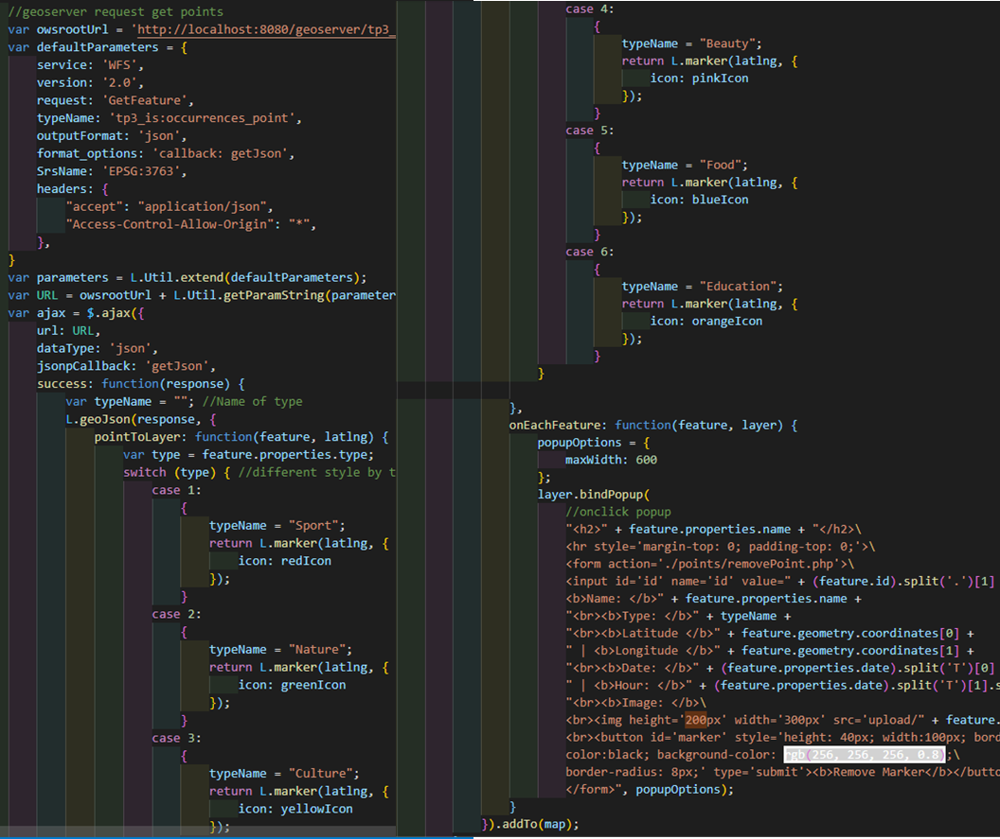 //geoserver request get points
var owsrootUrl = 'http://localhost:8080/geoserver/tp3_
var defaultParameters = {
service: 'WFS',
version: '2.0',
request: 'GetFeature',
typeName: 'tp3_is:occurrences_point',
outputFormat: 'json',
format_options: 'callback: getJson',
SrsName: 'EPSG:3763',
headers: {
"accept": "application/json",
"Access-Control-Allow-Origin": "*",
},
}
var parameters = L.Util.extend(defaultParameters);
var URL = owsrootUrl + L.Util.getParamString(parameter
var ajax = $.ajax({
url: URL,
dataType: 'json',
jsonpCallback: 'getJson',
success: function(response) {
var typeName = ""; //Name of type
L.geoJson(response, {
pointToLayer: function(feature, latlng) {
var type = feature.properties.type;
switch (type) { //different style by t
case 1:
{
typeName = "Sport";
return L.marker(latlng, {
icon: redIcon
});
}
case 2:
{
typeName = "Nature";
return L.marker(latlng, {
icon: greenIcon
});
}
case 3:
{
typeName = "Culture";
return L.marker(latlng, {
icon: yellowIcon
});
case 4:
{
typeName = "Beauty";
return L.marker(latlng, {
icon: pinkIcon
});
}
case 5:
{
typeName = "Food";
return L.marker(latlng, {
icon: blueIcon
});
}
case 6:
{
typeName = "Education";
return L.marker(latlng, {
icon: orangeIcon
});
}
}
},
onEachFeature: function(feature, layer) {
popupOptions = {
maxWidth: 600
};
layer.bindPopup(
//onclick popup
"<h2>" + feature.properties.name + "</h2>\
<hr style='margin-top: 0; padding-top: 0;'>\
<form action='./points/removePoint.php'>\
<input id='id' name='id' value=" + (feature.id).split('.')[1]
<b>Name: </b>" + feature.properties.name +
"<br><b>Type: </b>" + typeName +
"<br><b>Latitude </b>" + feature.geometry.coordinates[0] +
" | <b>Longitude </b>" + feature.geometry.coordinates[1] +
"<br><b>Date: </b>" + (feature.properties.date).split('T')[0]
" | <b>Hour: </b>" + (feature.properties.date).split('T')[1].s
"<br><b>Image: </b>\
<br><img height='200px' width='300px' src='upload/" + feature.
<br><button id='marker' style='height: 40px; width:100px; bord
color:black; background-color: rgb(256, 256, 256, 0.8);\
border-radius: 8px;' type='submit'><b>Remove Marker</b></butto
</form>", popupOptions);
}
}).addTo(map);